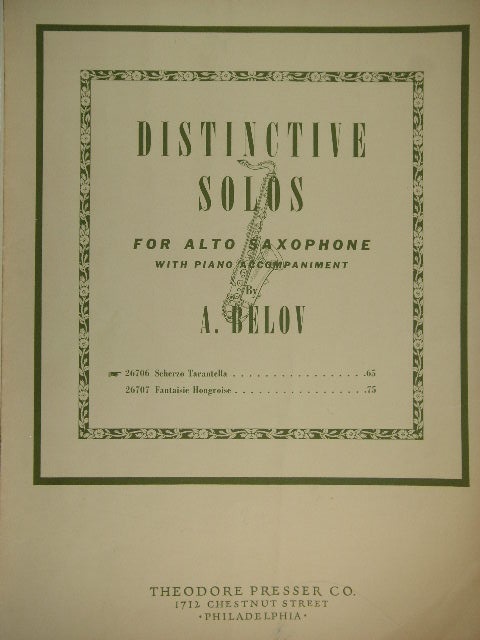 DISTINCTIVE
SOLOS
FOR ALTO SAXOPHONE
WITH PIANO ACCOMPANIMENT
By
A. BELOV
26706 Scherzo Tarantella . . . . . . . . . . . . . . . . . .65
26707 Fantaisie Hongroise . . . . . . . . . . . . . . . . .75
THEODORE PRESSER CO.
1712 CHESTNUT STREET
·PHILADELPHIA·